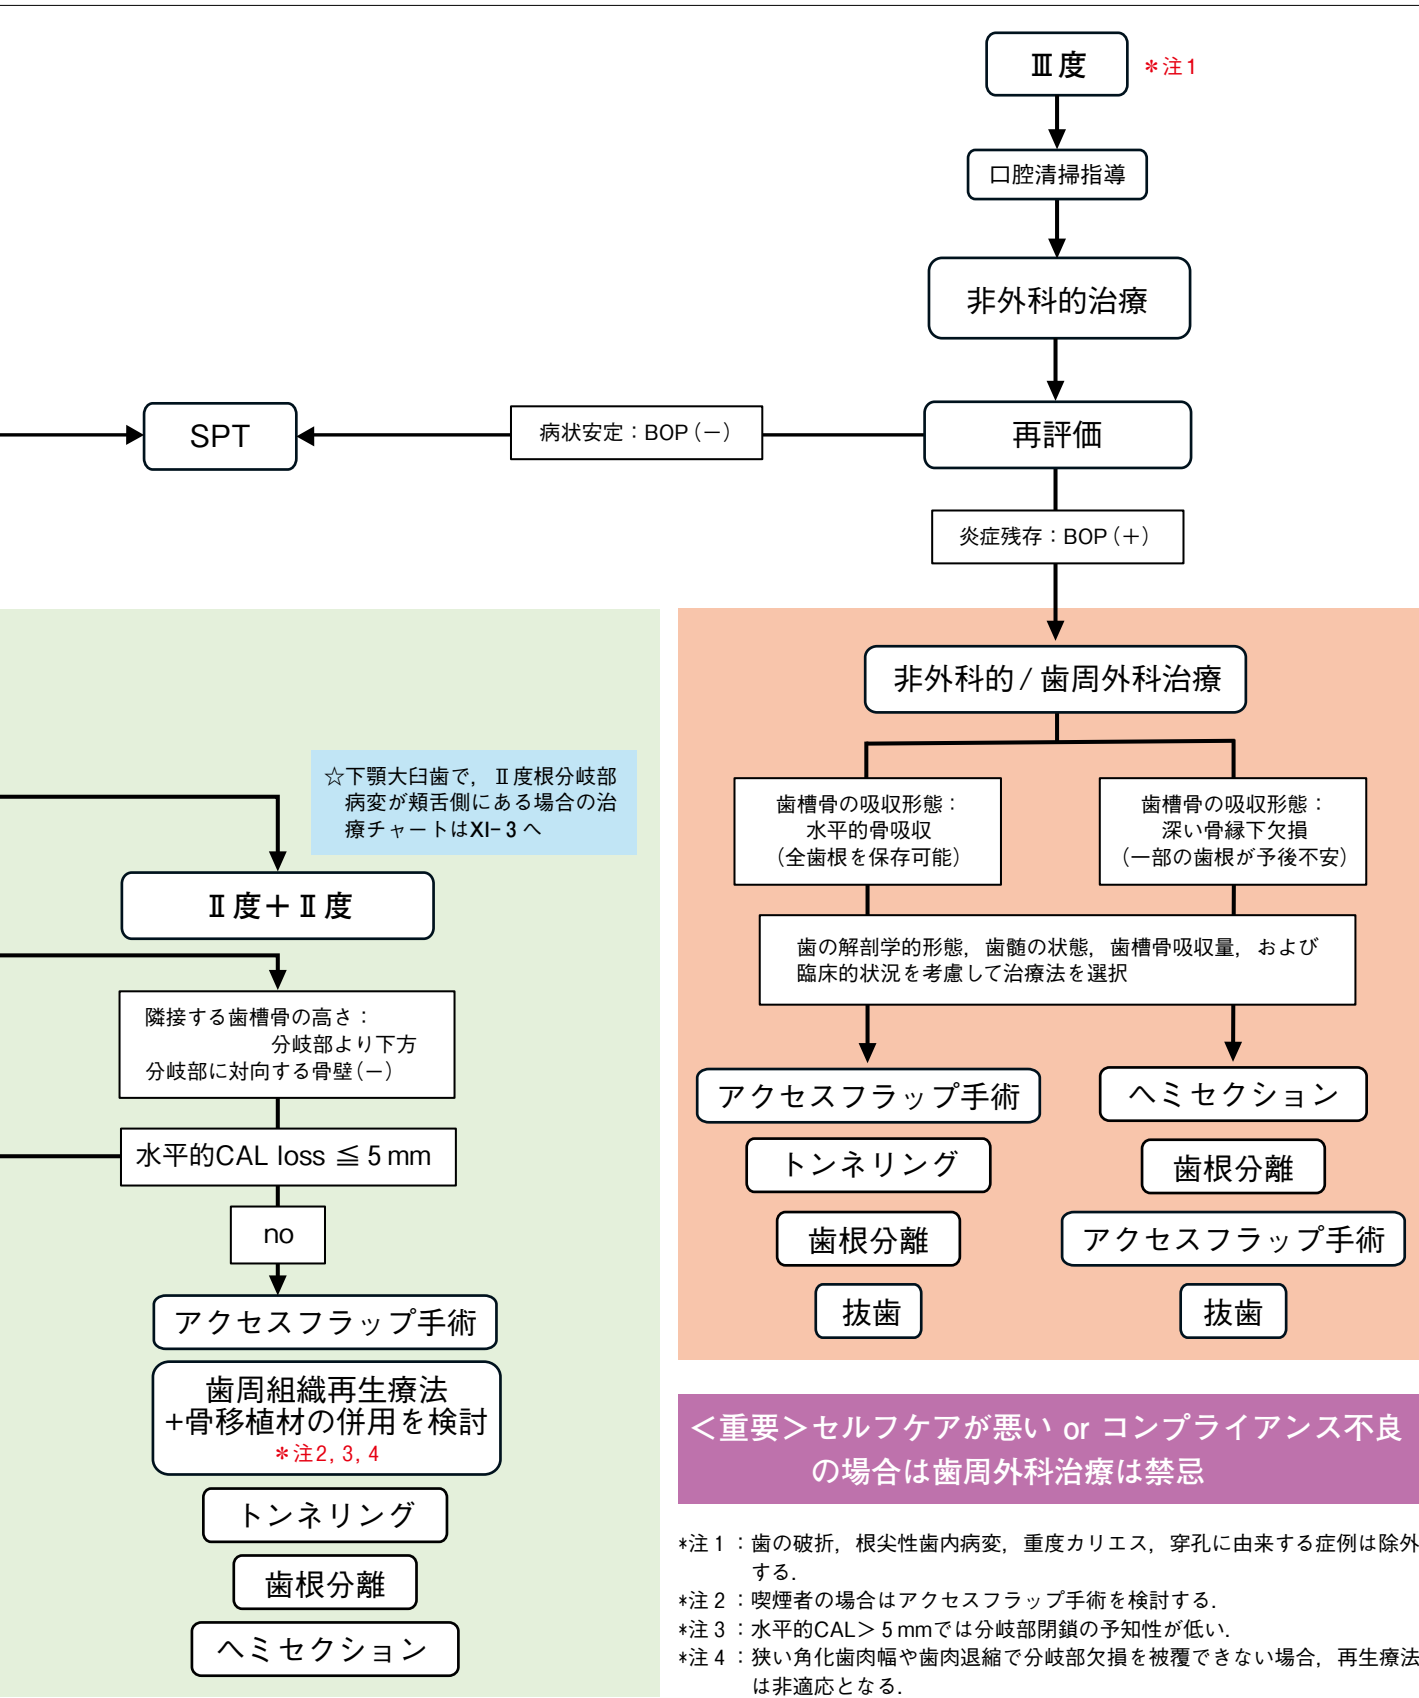 Ⅲ度
＊注1
口腔清掃指導
非外科的治療
再評価
病状安定：BOP（－）
SPT
炎症残存：BOP（＋）
非外科的/歯周外科治療
歯槽骨の吸収形態：
水平的骨吸収
（全歯根を保存可能）
歯槽骨の吸収形態：
深い骨縁下欠損
（一部の歯根が予後不安）
歯の解剖学的形態，歯髄の状態，歯槽骨吸収量，および
臨床的状況を考慮して治療法を選択
アクセスフラップ手術
トンネリング
歯根分離
抜歯
ヘミセクション
歯根分離
アクセスフラップ手術
抜歯
☆下顎大臼歯で，Ⅱ度根分岐部
病変が頬舌側にある場合の治
療チャートはXI-3へ
Ⅱ度＋Ⅱ度
隣接する歯槽骨の高さ：
分岐部より下方
分岐部に対向する骨壁（－）
水平的CAL loss ≦ 5 mm
no
アクセスフラップ手術
歯周組織再生療法
+骨移植材の併用を検討
＊注2, 3, 4
トンネリング
歯根分離
ヘミセクション
＜重要＞セルフケアが悪い or コンプライアンス不良
の場合は歯周外科治療は禁忌
*注1：歯の破折，根尖性歯内病変，重度カリエス，穿孔に由来する症例は除外
する．
*注2：喫煙者の場合はアクセスフラップ手術を検討する．
*注3：水平的CAL＞5 mmでは分岐部閉鎖の予知性が低い．
*注4：狭い角化歯肉幅や歯肉退縮で分岐部欠損を被覆できない場合，再生療法
は非適応となる．